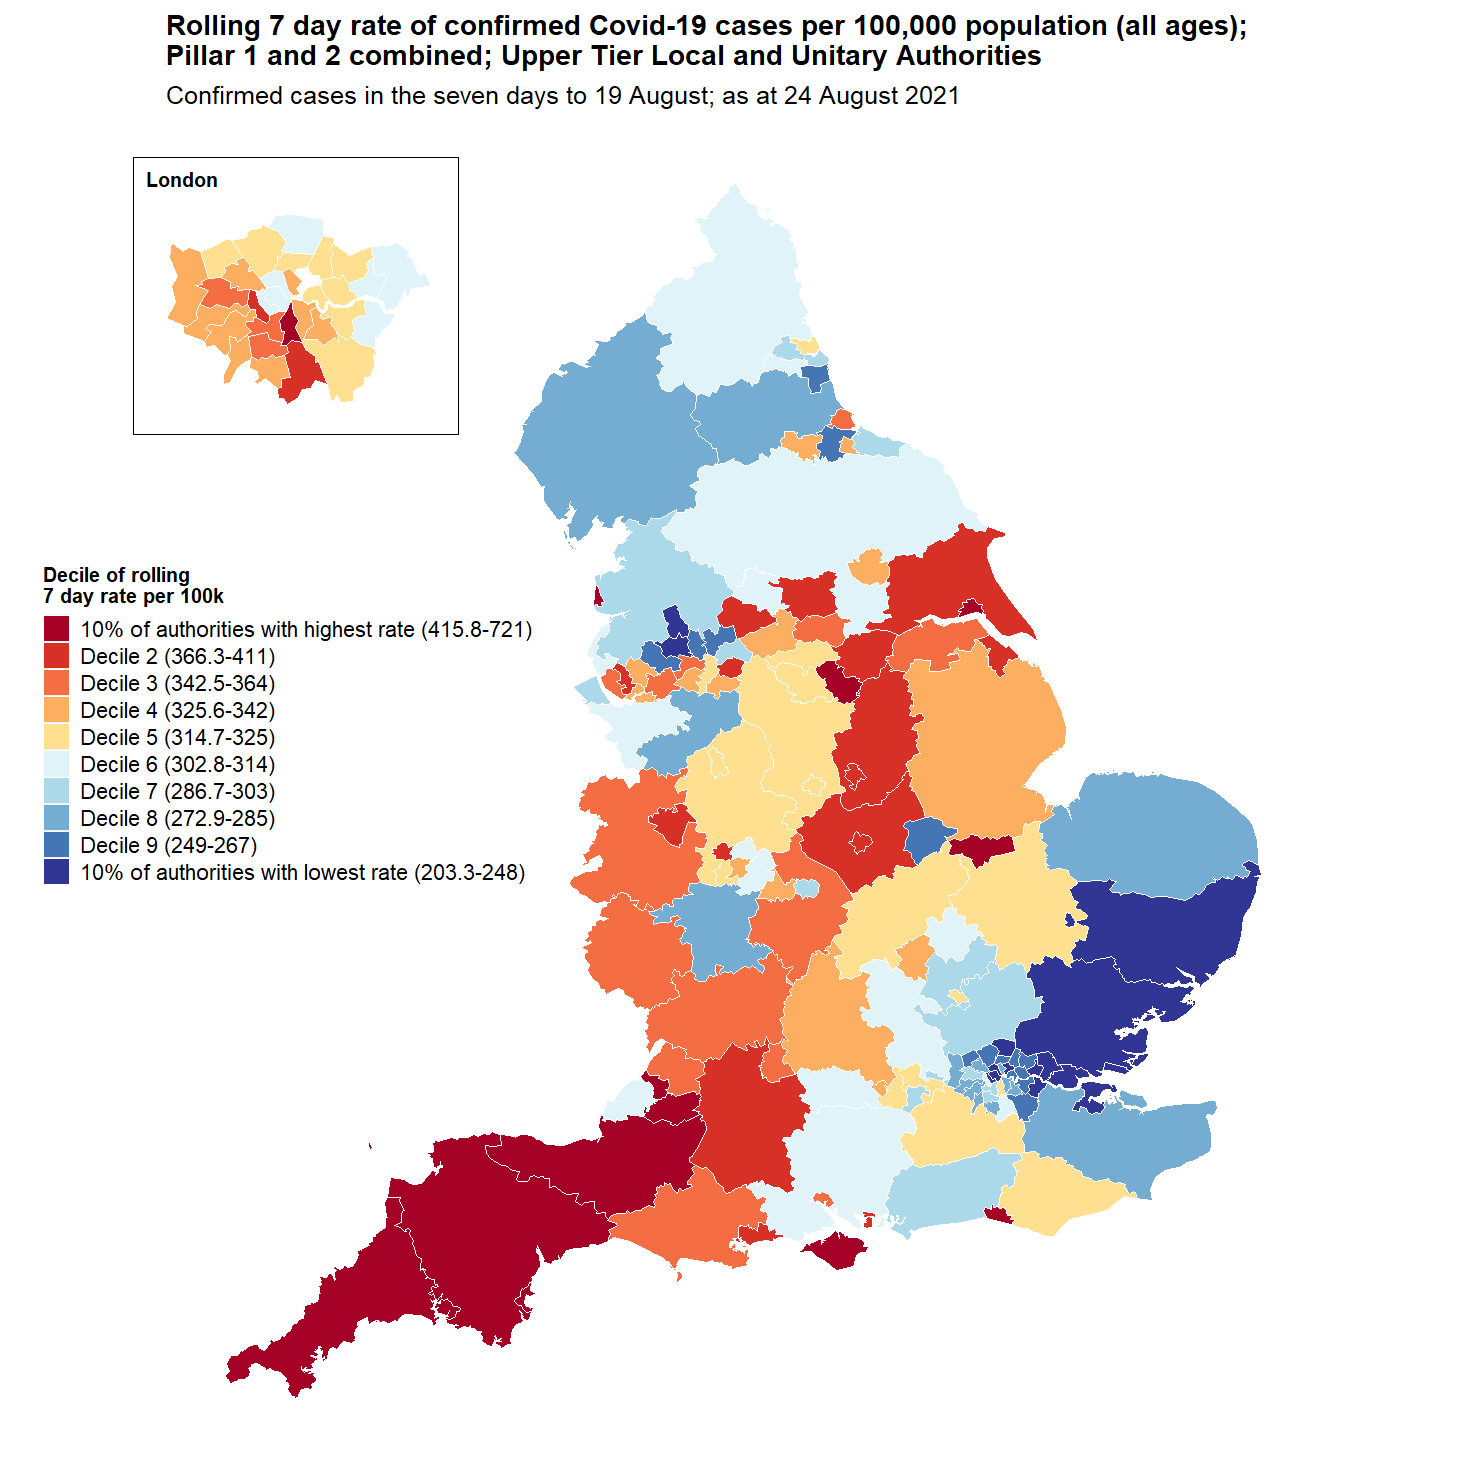 Rolling 7 day rate of confirmed Covid-19 cases per 100,000 population (all ages);
Pillar 1 and 2 combined; Upper Tier Local and Unitary Authorities
Confirmed cases in the seven days to 19 August; as at 24 August 2021
London
Decile of rolling
7 day rate per 100k
10% of authorities with highest rate (415.8-721)
Decile 2 (366.3-411)
Decile 3 (342.5-364)
Decile 4 (325.6-342)
Decile 5 (314.7-325)
Decile 6 (302.8-314)
Decile 7 (286.7-303)
Decile 8 (272.9-285)
Decile 9 (249-267)
10% of authorities with lowest rate (203.3-248)